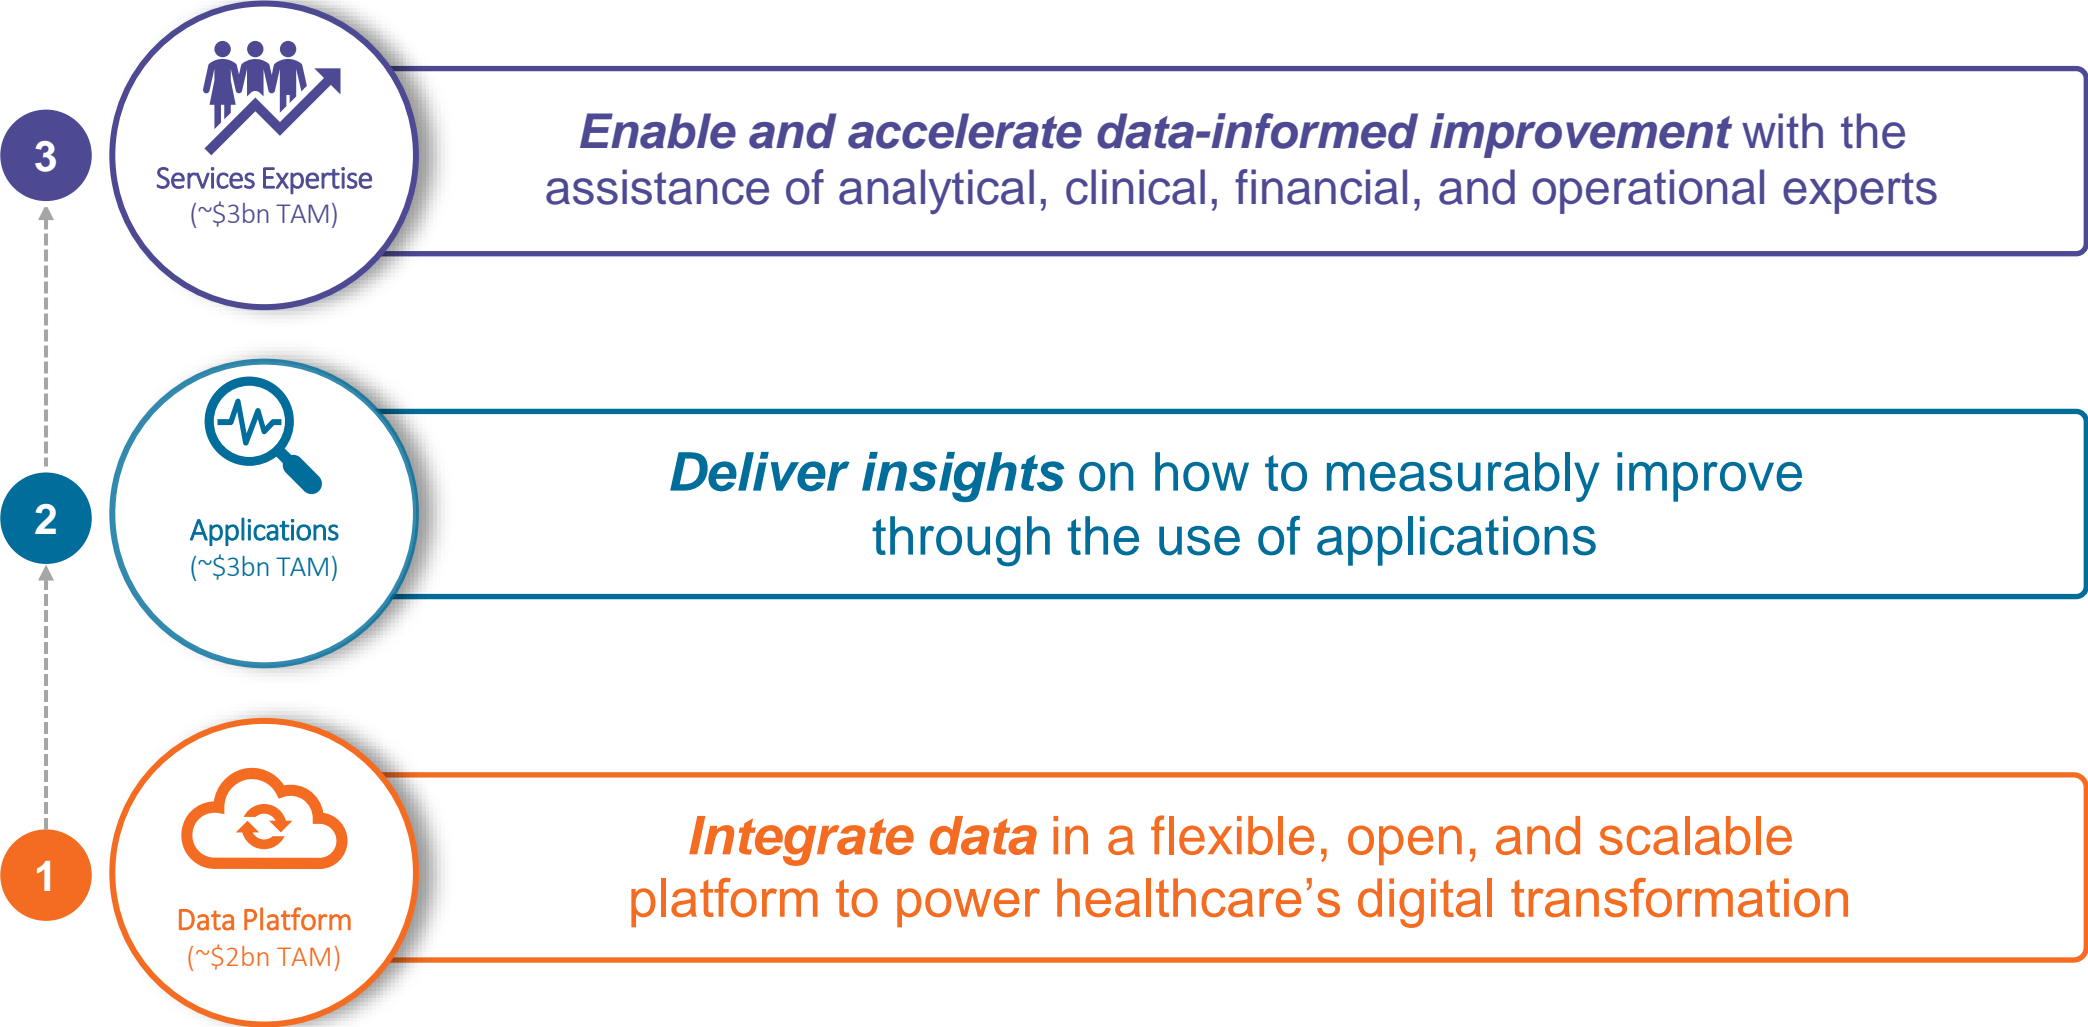 3
Services Expertise
(~$3bn TAM)
Enable and accelerate data-informed improvement with the
assistance of analytical, clinical, financial, and operational experts
2
Applications
(~$3bn TAM)
Deliver insights on how to measurably improve
through the use of applications
1
Data Platform
(~$2bn TAM)
Integrate data in a flexible, open, and scalable
platform to power healthcare’s digital transformation